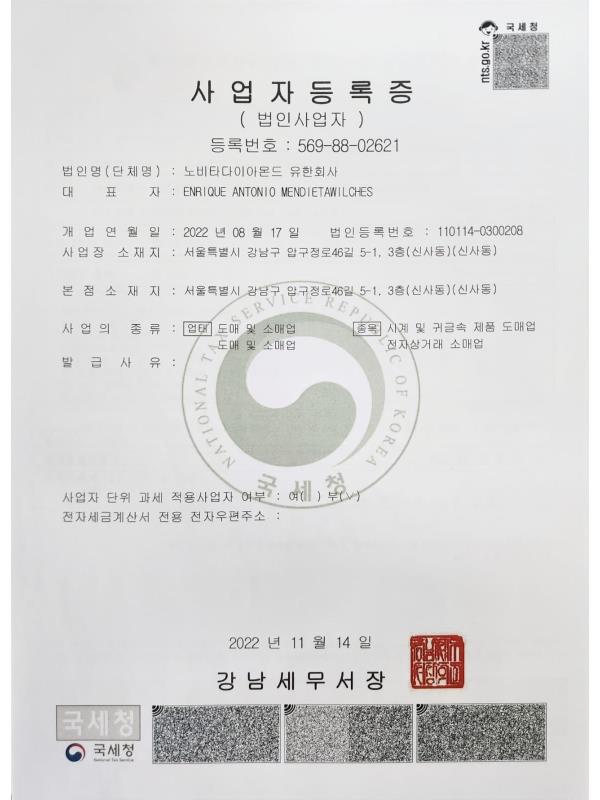 국세청
nts.go.kr
사업자등록증
( 법인사업자 )
등록번호 : 569-88-02621
법인명(단체명) : 노비타다이아몬드 유한회사
대 표 자 : ENRIQUE ANTONIO MENDIETAWILCHES
개 업 연 월 일 : 2022 년 08 월 17 일 법인등록번호 : 110114-0300208
사업장 소재지 : 서울특별시 강남구 압구정로46길 5-1, 3층(신사동)(신사동)
본 점 소 재 지 : 서울특별시 강남구 압구정로46길 5-1, 3층(신사동)(신사동)
사 업 의 종 류 : 업태 도매 및 소매업 종목 시계 및 귀금속 제품 도매업
도매 및 소매업 전자상거래 소매업
발 급 사 유 :
NATIONAL TAX SERVICE REPUBLIC OF KOREA
국세청
사업자 단위 과세 적용사업자 여부 : 여( ) 부(√)
전자세금계산서 전용 전자우편주소 :
2022 년 11 월 14 일
강남세무서장
국세청
국세청
National Tax Service